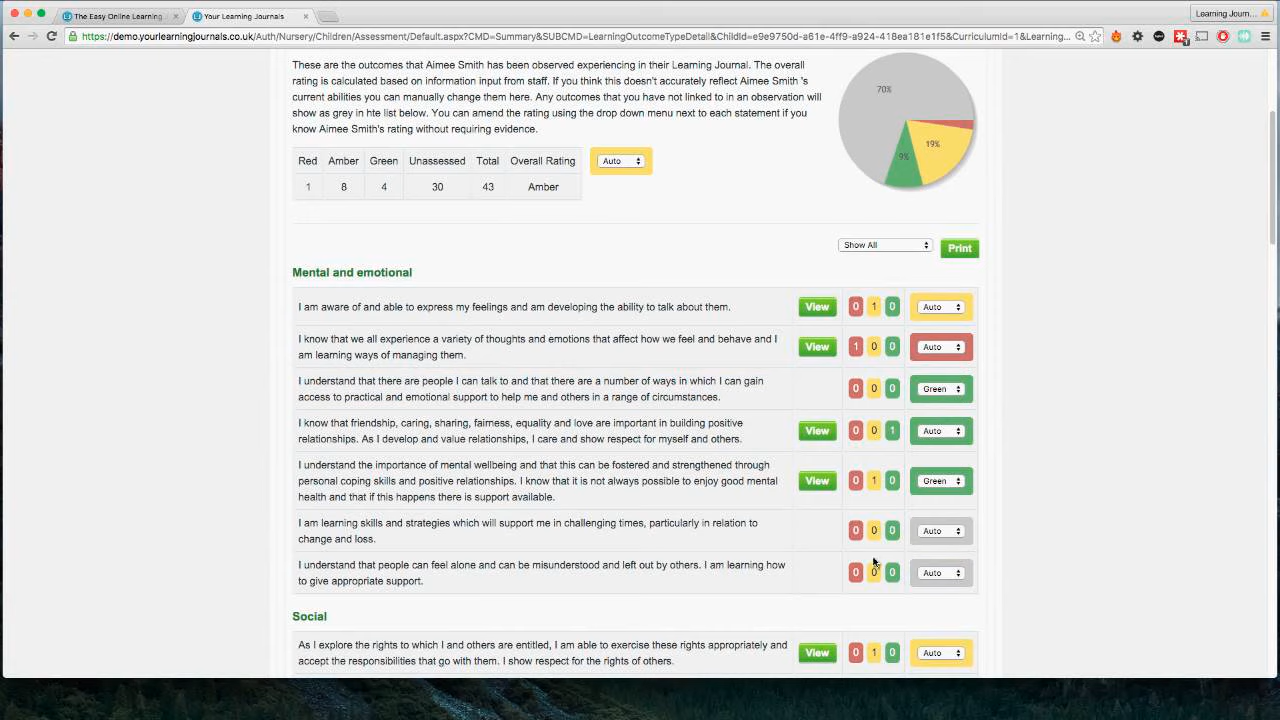 The Easy Online Learning
Your Learning Journals
Learning Journ...
https://demo.yourlearningjournals.co.uk/Auth/Nursery/Children/Assessment/Default.aspx?CMD=Summary&SUBCMD=LearningOutcomeTypeDetail&ChildId=e9e9750d-a61e-4ff9-a924-418ea181e1f5&CurriculumId=1&Learning...
These are the outcomes that Aimee Smith has been observed experiencing in their Learning Journal. The overall
rating is calculated based on information input from staff. If you think this doesn't accurately reflect Aimee Smith 's
current abilities you can manually change them here. Any outcomes that you have not linked to in an observation will
show as grey in hte list below. You can amend the rating using the drop down menu next to each statement if you
know Aimee Smith's rating without requiring evidence.
70%
19%
9%
Red Amber Green Unassessed Total Overall Rating Auto
1 8 4 30 43 Amber
Show All Print
Mental and emotional
I am aware of and able to express my feelings and am developing the ability to talk about them. View 0 1 0 Auto
I know that we all experience a variety of thoughts and emotions that affect how we feel and behave and I
am learning ways of managing them.
View 1 0 0 Auto
I understand that there are people I can talk to and that there are a number of ways in which I can gain
access to practical and emotional support to help me and others in a range of circumstances.
0 0 0 Green
I know that friendship, caring, sharing, fairness, equality and love are important in building positive
relationships. As I develop and value relationships, I care and show respect for myself and others.
View 0 0 1 Auto
I understand the importance of mental wellbeing and that this can be fostered and strengthened through
personal coping skills and positive relationships. I know that it is not always possible to enjoy good mental
health and that if this happens there is support available.
View 0 1 0 Green
I am learning skills and strategies which will support me in challenging times, particularly in relation to
change and loss.
0 0 0 Auto
I understand that people can feel alone and can be misunderstood and left out by others. I am learning how
to give appropriate support.
0 0 0 Auto
Social
As I explore the rights to which I and others are entitled, I am able to exercise these rights appropriately and
accept the responsibilities that go with them. I show respect for the rights of others.
View 0 1 0 Auto